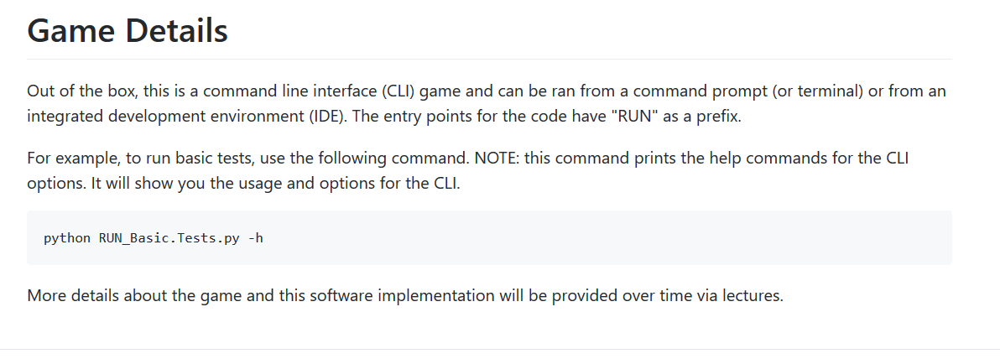 Game Details
Out of the box, this is a command line interface (CLI) game and can be ran from a command prompt (or terminal) or from an
integrated development environment (IDE). The entry points for the code have "RUN" as a prefix.
For example, to run basic tests, use the following command. NOTE: this command prints the help commands for the CLI
options. It will show you the usage and options for the CLI.
python RUN_Basic.Tests.py -h
More details about the game and this software implementation will be provided over time via lectures.